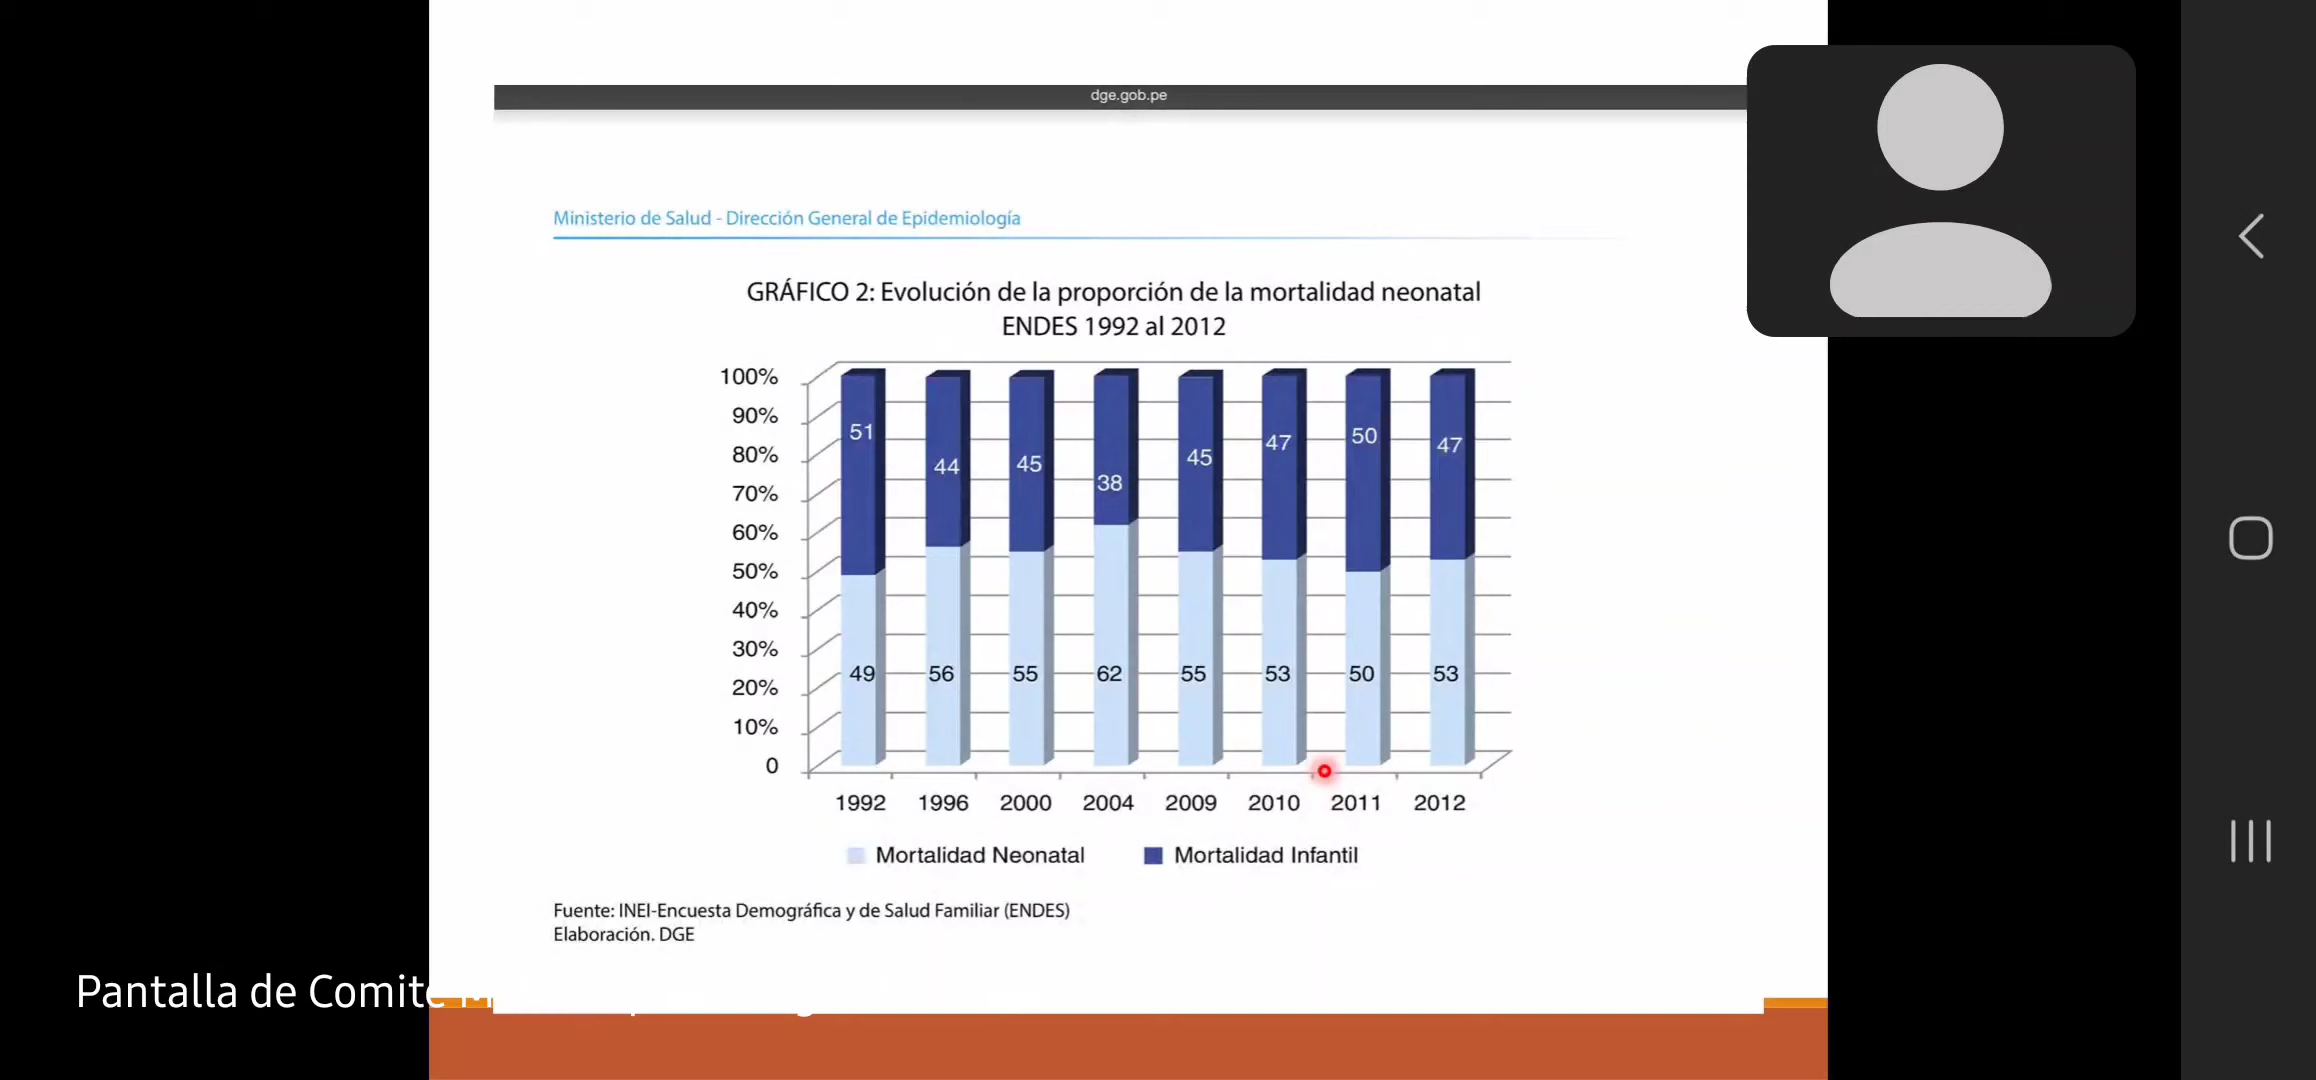 dge.gob.pe
Ministerio de Salud - Dirección General de Epidemiología
GRÁFICO 2: Evolución de la proporción de la mortalidad neonatal
ENDES 1992 al 2012
100%
90%
80%
70%
60%
50%
40%
30%
20%
10%
0
51 44 45 38 45 47 50 47
49 56 55 62 55 53 50 53
1992 1996 2000 2004 2009 2010 2011 2012
Mortalidad Neonatal Mortalidad Infantil
Fuente: INEI-Encuesta Demográfica y de Salud Familiar (ENDES)
Elaboración. DGE
Pantalla de Comité